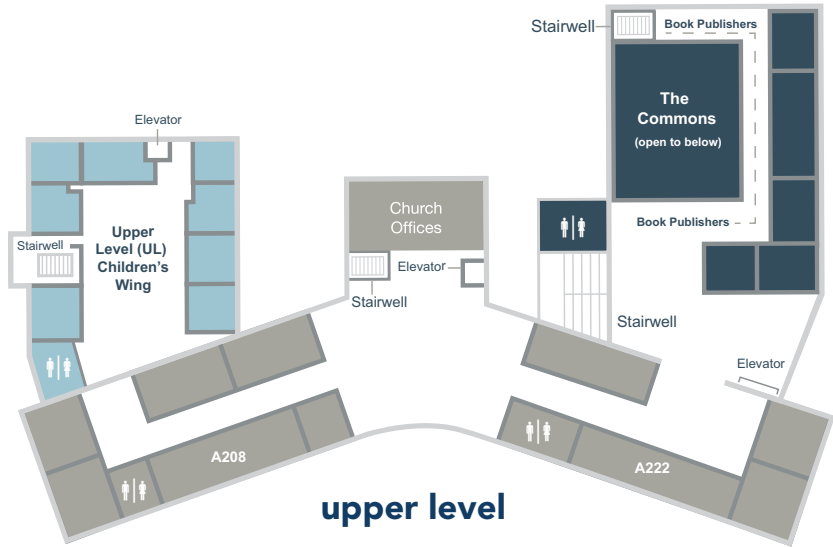 Stairwell
Book Publishers
The
Commons
(open to below)
Elevator
Upper
Level (UL)
Children's
Wing
Stairwell
Church
Offices
Book Publishers
Elevator
Stairwell
Stairwell
Elevator
A208
A222
upper level